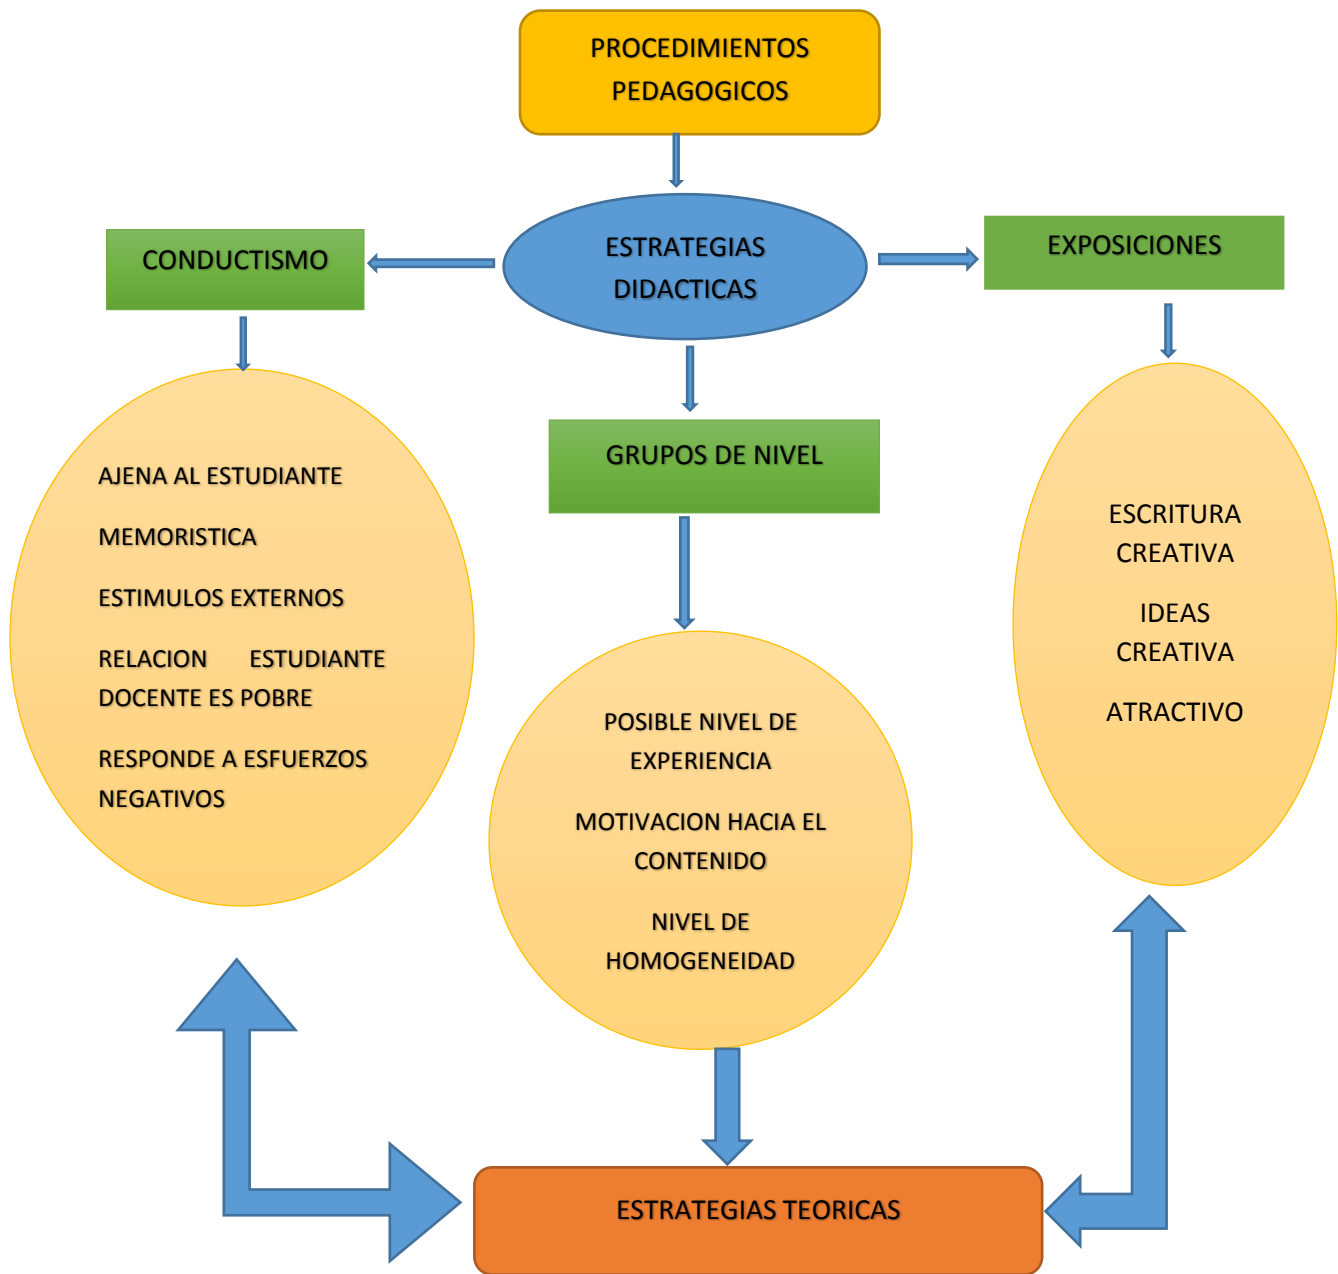 PROCEDIMIENTOS
PEDAGOGICOS
ESTRATEGIAS
DIDACTICAS
CONDUCTISMO
EXPOSICIONES
GRUPOS DE NIVEL
AJENA AL ESTUDIANTE
MEMORISTICA
ESTIMULOS EXTERNOS
RELACION ESTUDIANTE
DOCENTE ES POBRE
RESPONDE A ESFUERZOS
NEGATIVOS
POSIBLE NIVEL DE
EXPERIENCIA
MOTIVACION HACIA EL
CONTENIDO
NIVEL DE
HOMOGENEIDAD
ESCRITURA
CREATIVA
IDEAS
CREATIVA
ATRACTIVO
ESTRATEGIAS TEORICAS